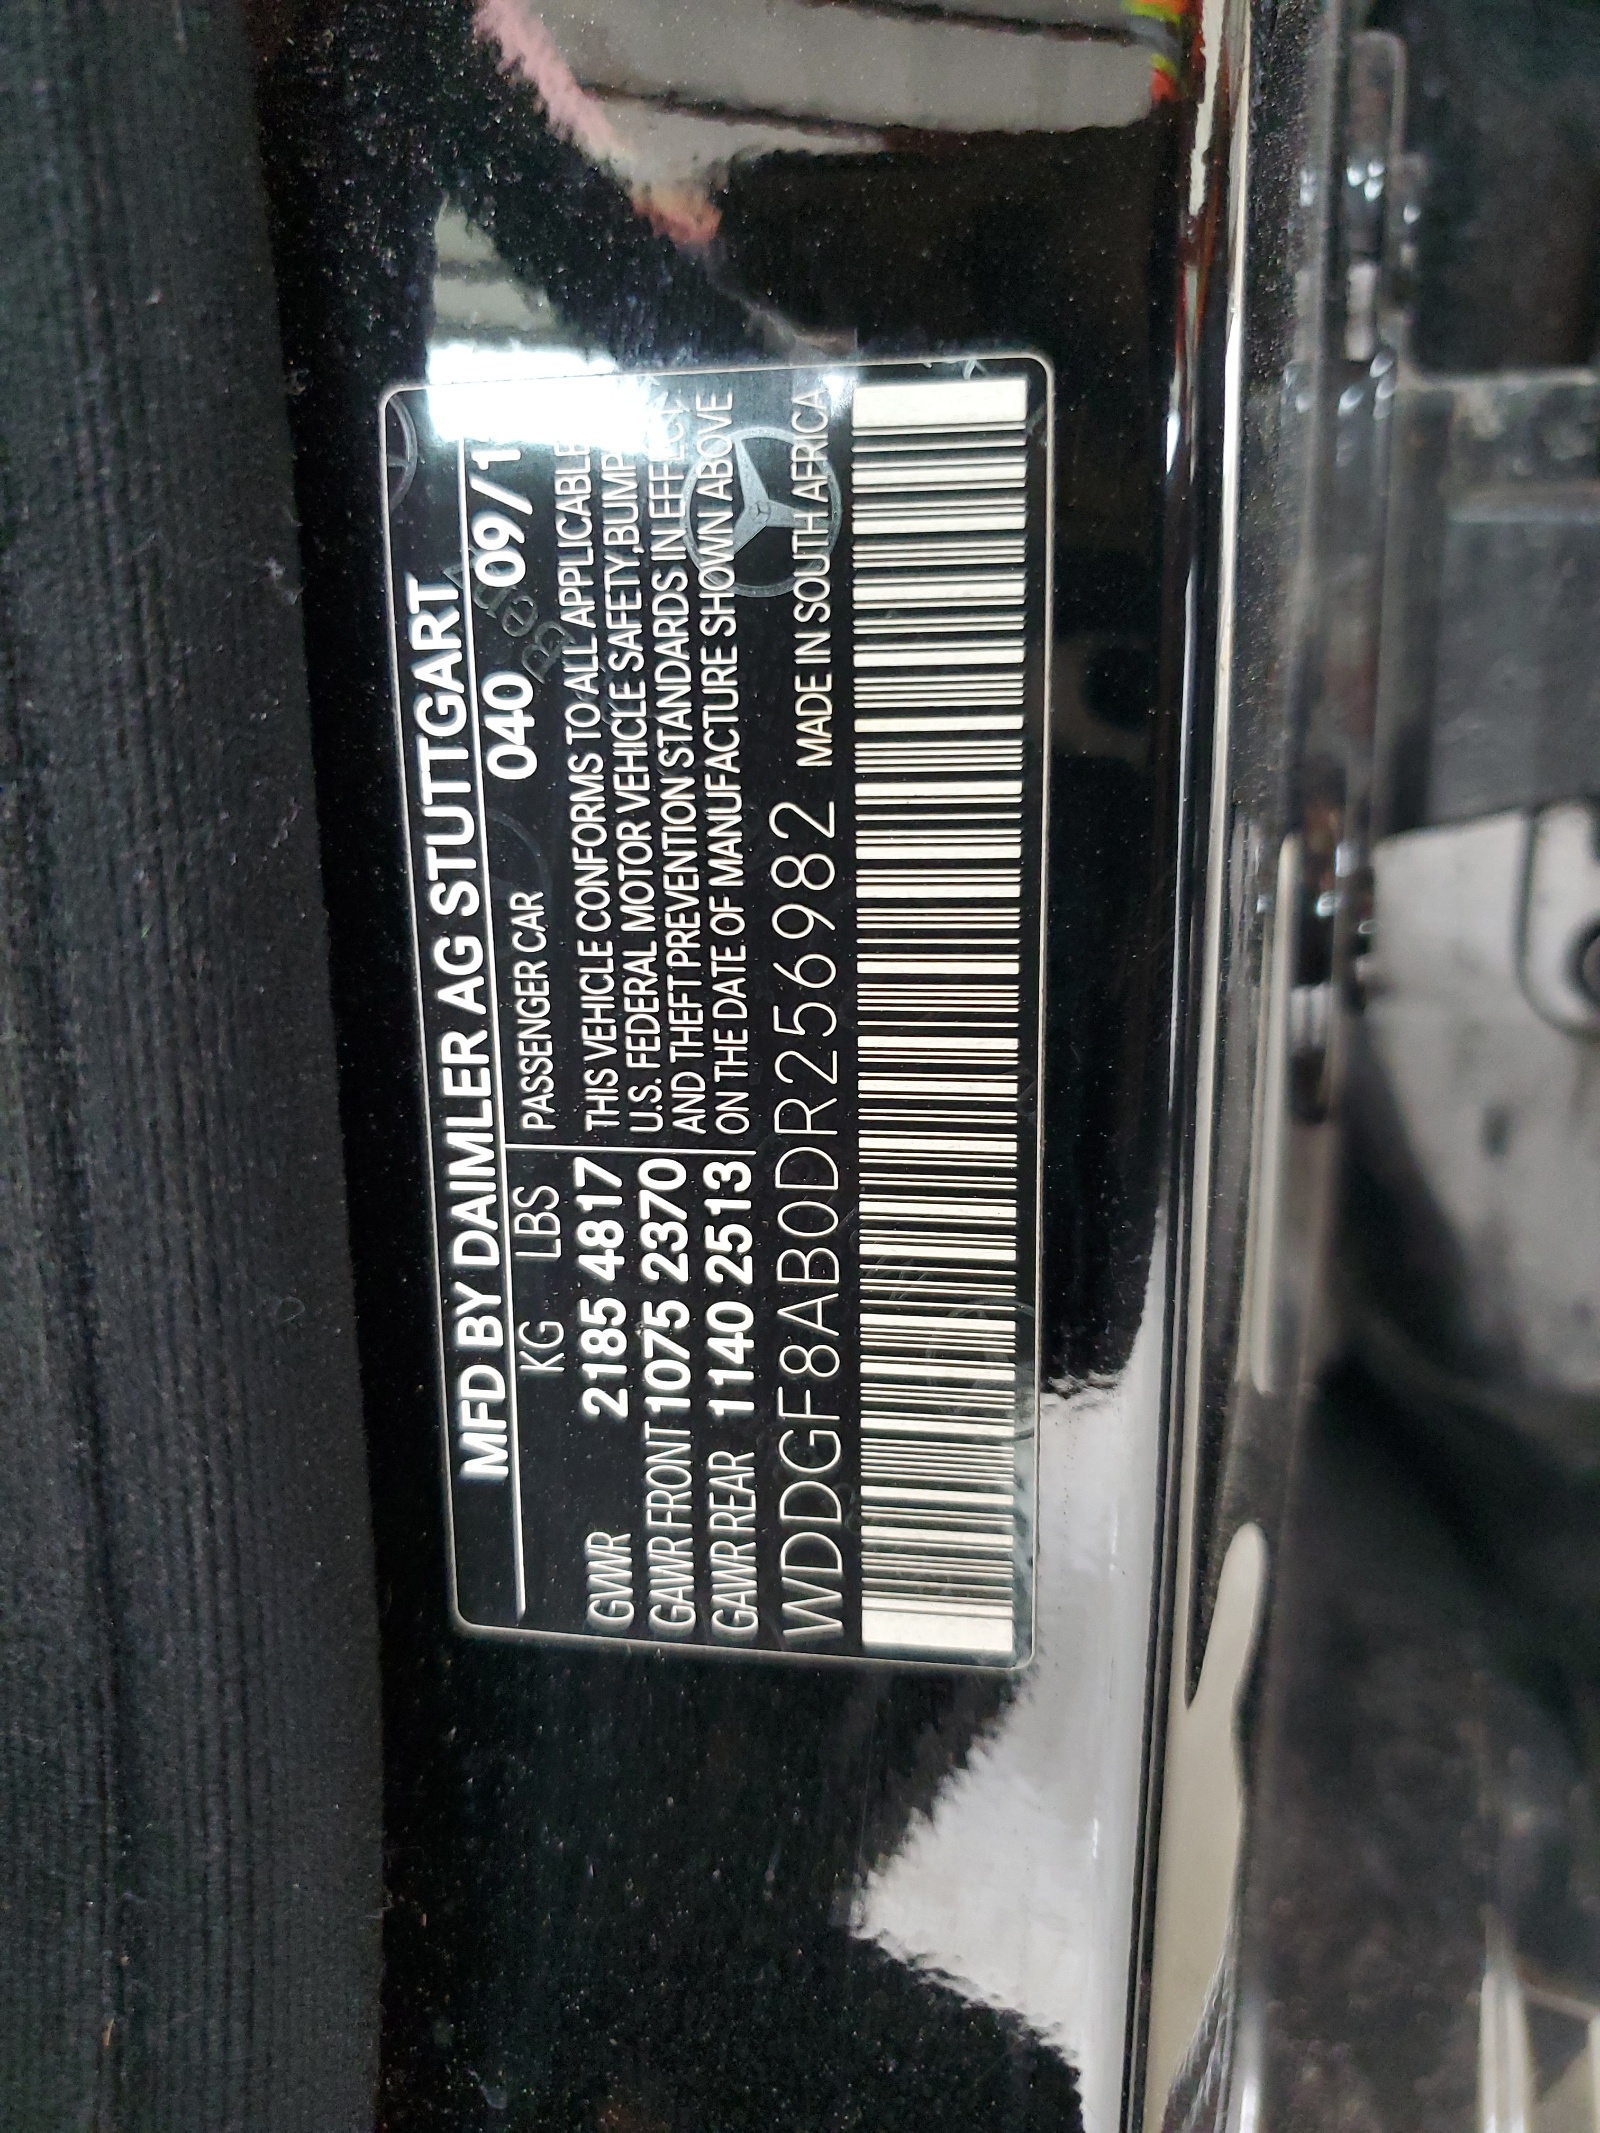 MFD BY DAIMLER AG STUTTGART
KG LBS PASSENGER CAR 040 09/1
GVWR 2185 4817 THIS VEHICLE CONFORMS TO ALL APPLICABLE
GAWR FRONT 1075 2370 U.S. FEDERAL MOTOR VEHICLE SAFETY,BUMP
GAWR REAR 1140 2513 AND THEFT PREVENTION STANDARDS IN EFFECT
ON THE DATE OF MANUFACTURE SHOWN ABOVE
WDDGF8AB0DR256982 MADE IN SOUTH AFRICA